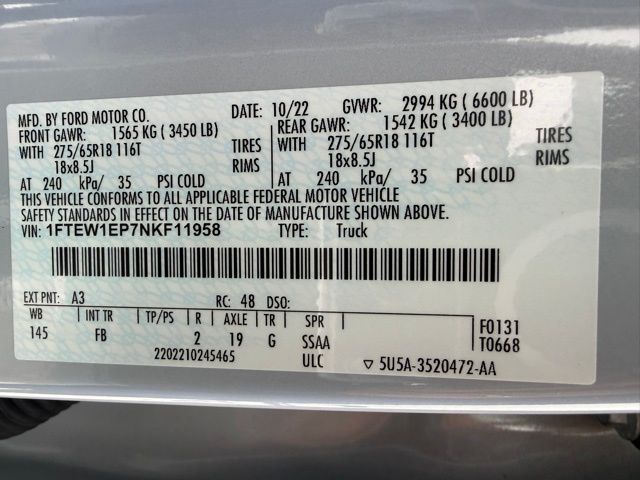 MFD. BY FORD MOTOR CO. DATE: 10/22 GVWR: 2994 KG ( 6600 LB)
FRONT GAWR: 1565 KG ( 3450 LB) REAR GAWR: 1542 KG ( 3400 LB)
WITH 275/65R18 116T TIRES WITH 275/65R18 116T TIRES
18x8.5J RIMS 18x8.5J RIMS
AT 240 kPa/ 35 PSI COLD AT 240 kPa/ 35 PSI COLD
THIS VEHICLE CONFORMS TO ALL APPLICABLE FEDERAL MOTOR VEHICLE
SAFETY STANDARDS IN EFFECT ON THE DATE OF MANUFACTURE SHOWN ABOVE.
VIN: 1FTEW1EP7NKF11958 TYPE: Truck
EXT PNT: A3 RC: 48 DSO:
WB INT TR TP/PS R AXLE TR SPR F0131
145 FB 2 19 G SSAA T0668
2202210245465 ULC ▽ 5U5A-3520472-AA